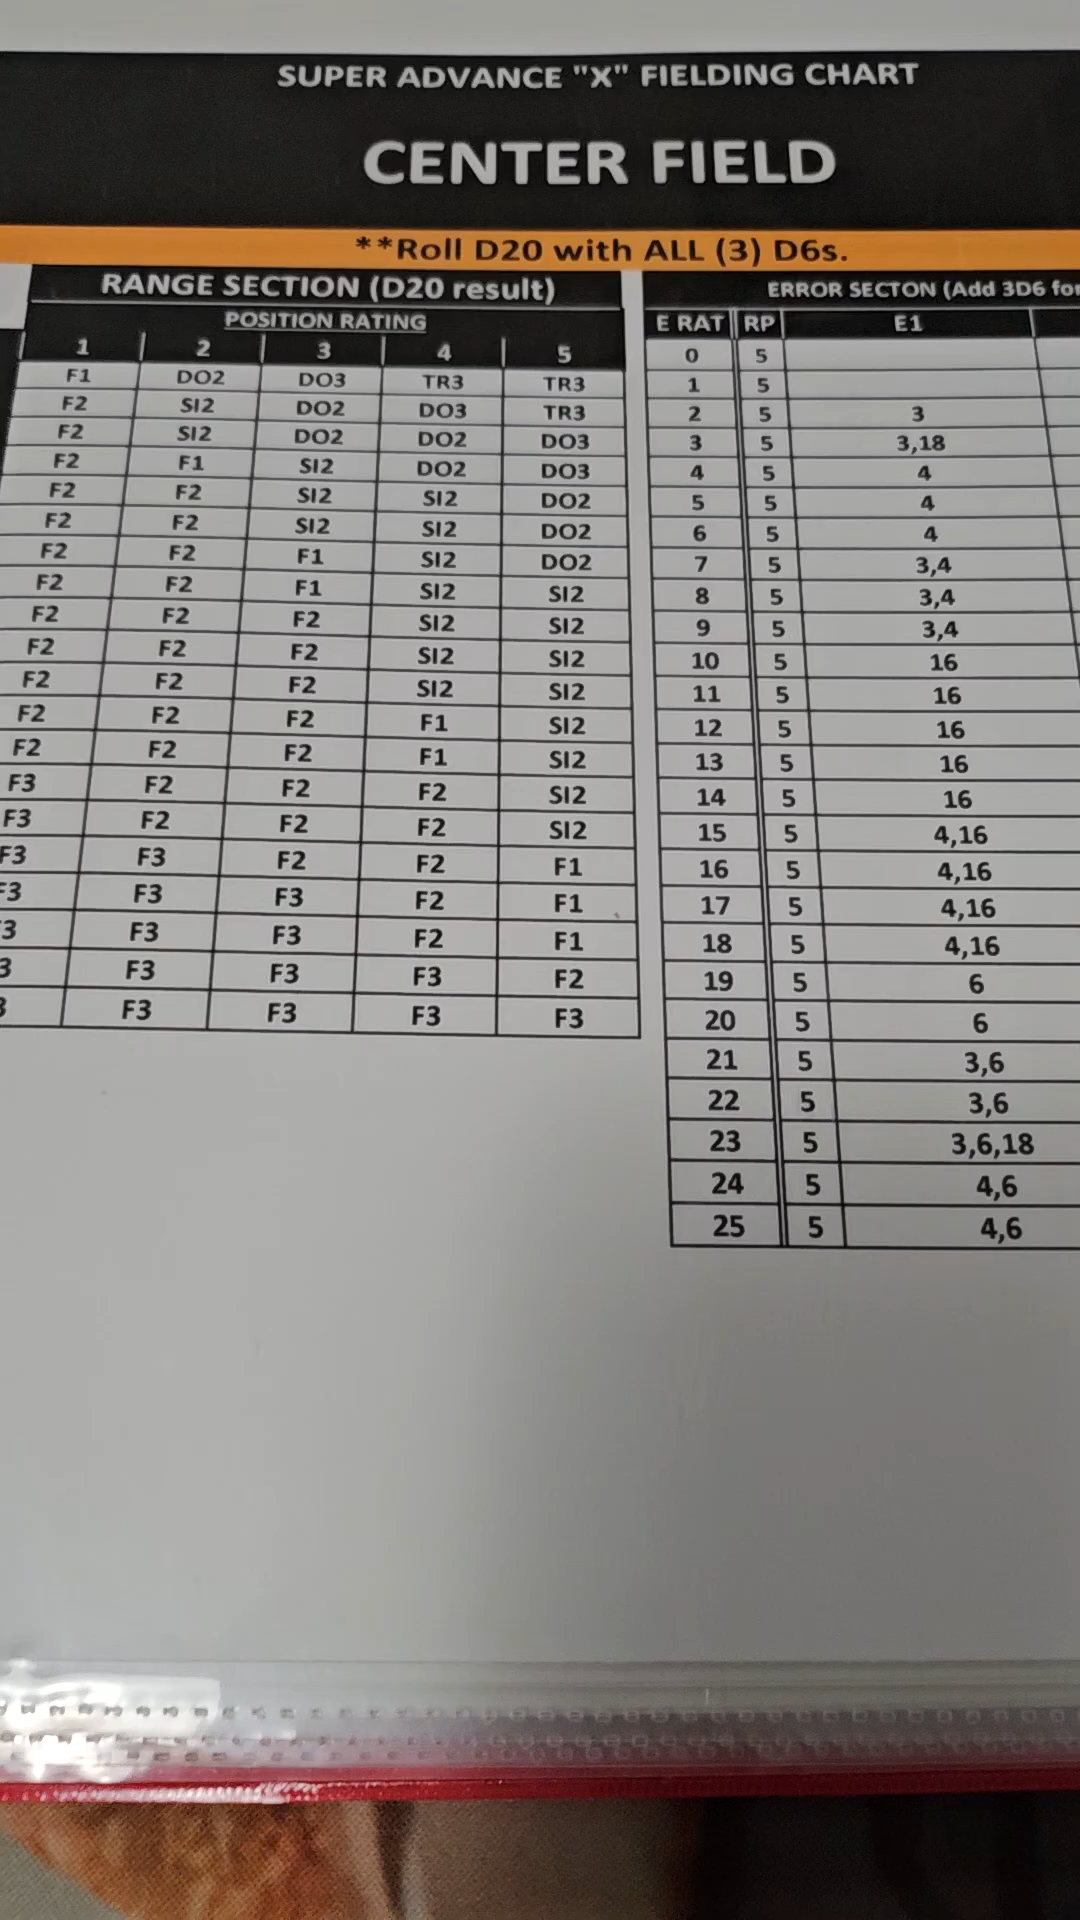 SUPER ADVANCE "X" FIELDING CHART
CENTER FIELD
**Roll D20 with ALL (3) D6s.
RANGE SECTION (D20 result)
POSITION RATING
1 2 3 4 5
F1 DO2 DO3 TR3 TR3
F2 SI2 DO2 DO3 TR3
F2 SI2 DO2 DO2 DO3
F2 F1 SI2 DO2 DO3
F2 F2 SI2 SI2 DO2
F2 F2 SI2 SI2 DO2
F2 F2 F1 SI2 DO2
F2 F2 F1 SI2 SI2
F2 F2 F2 SI2 SI2
F2 F2 F2 SI2 SI2
F2 F2 F2 SI2 SI2
F2 F2 F2 F1 SI2
F2 F2 F2 F1 SI2
F3 F2 F2 F2 SI2
F3 F2 F2 F2 SI2
F3 F3 F2 F2 F1
F3 F3 F3 F2 F1
3 F3 F3 F2 F1
3 F3 F3 F3 F2
3 F3 F3 F3 F3
ERROR SECTON (Add 3D6 for
E RAT RP E1
0 5
1 5
2 5 3
3 5 3,18
4 5 4
5 5 4
6 5 4
7 5 3,4
8 5 3,4
9 5 3,4
10 5 16
11 5 16
12 5 16
13 5 16
14 5 16
15 5 4,16
16 5 4,16
17 5 4,16
18 5 4,16
19 5 6
20 5 6
21 5 3,6
22 5 3,6
23 5 3,6,18
24 5 4,6
25 5 4,6